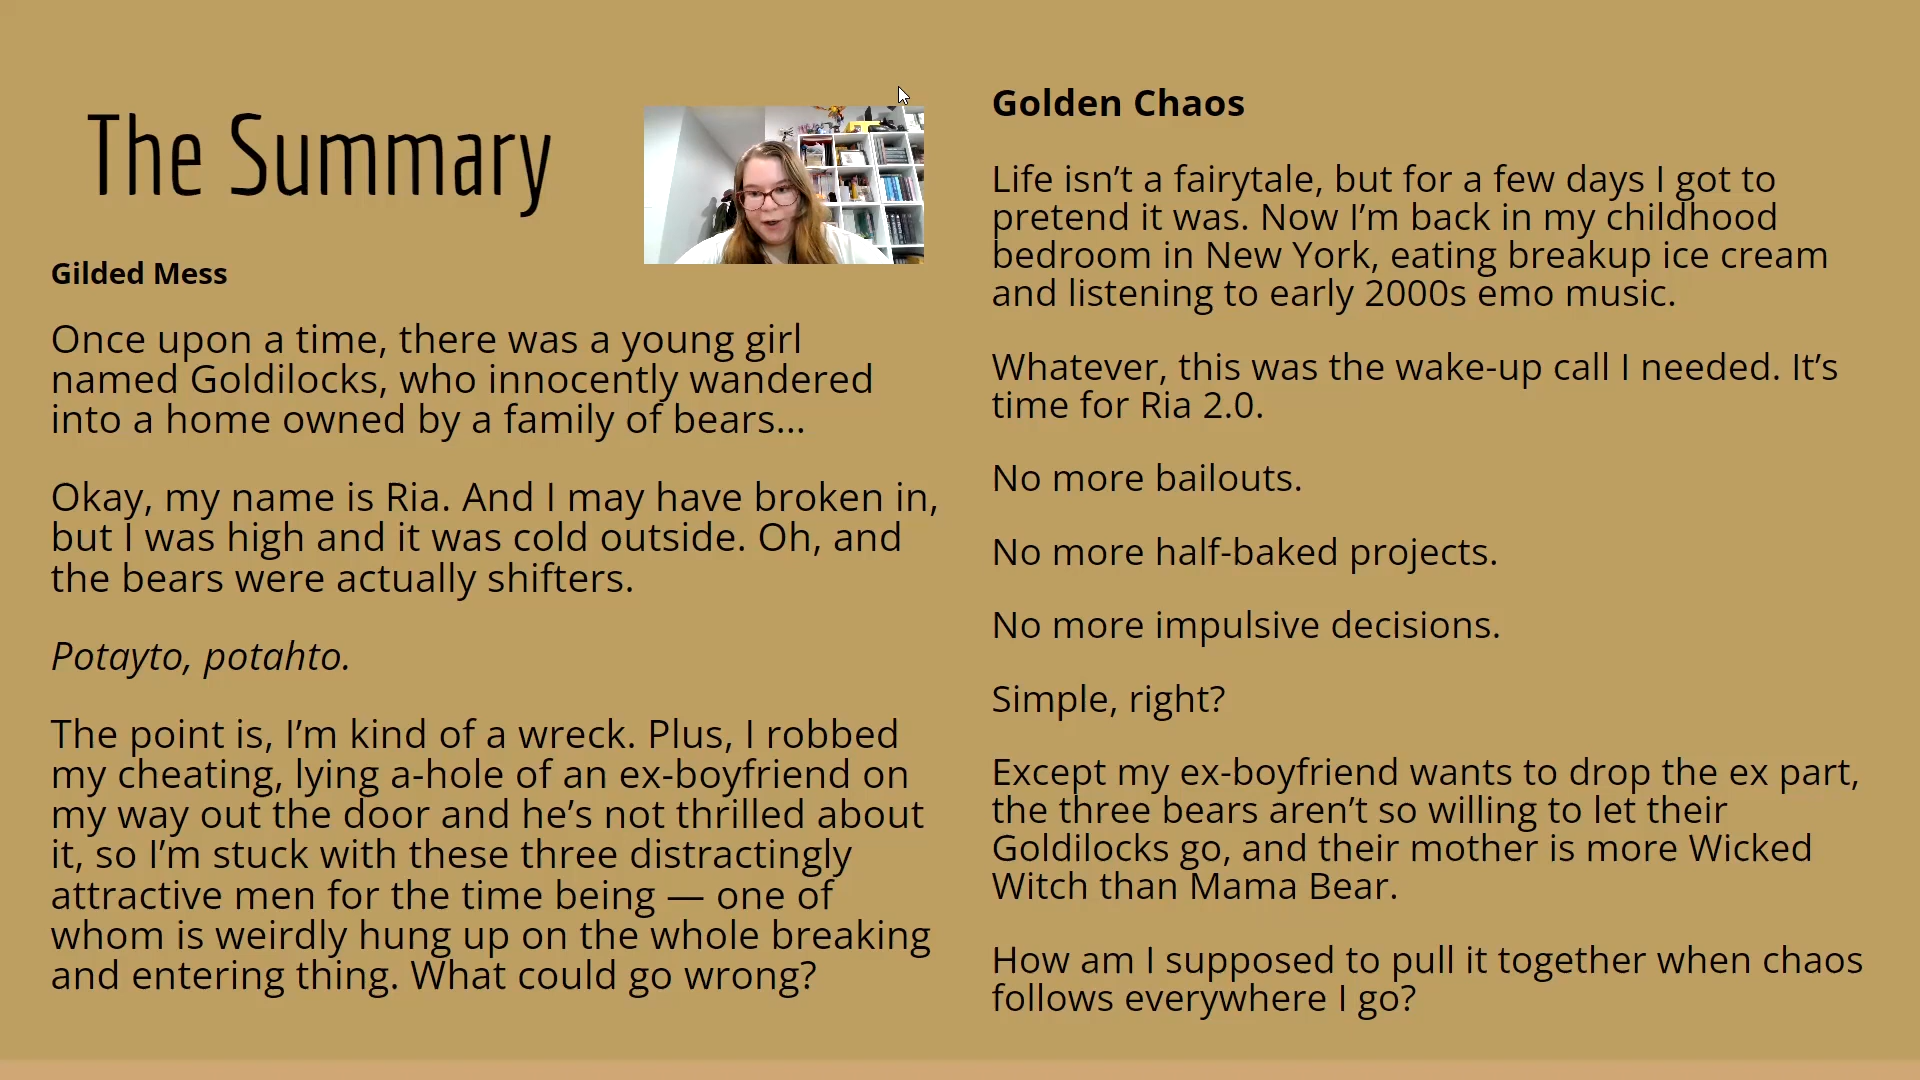 The Summary
Gilded Mess
Once upon a time, there was a young girl
named Goldilocks, who innocently wandered
into a home owned by a family of bears...
Okay, my name is Ria. And I may have broken in,
but I was high and it was cold outside. Oh, and
the bears were actually shifters.
Potayto, potahto.
The point is, I’m kind of a wreck. Plus, I robbed
my cheating, lying a-hole of an ex-boyfriend on
my way out the door and he’s not thrilled about
it, so I’m stuck with these three distractingly
attractive men for the time being — one of
whom is weirdly hung up on the whole breaking
and entering thing. What could go wrong?
Golden Chaos
Life isn’t a fairytale, but for a few days I got to
pretend it was. Now I’m back in my childhood
bedroom in New York, eating breakup ice cream
and listening to early 2000s emo music.
Whatever, this was the wake-up call I needed. It’s
time for Ria 2.0.
No more bailouts.
No more half-baked projects.
No more impulsive decisions.
Simple, right?
Except my ex-boyfriend wants to drop the ex part,
the three bears aren’t so willing to let their
Goldilocks go, and their mother is more Wicked
Witch than Mama Bear.
How am I supposed to pull it together when chaos
follows everywhere I go?